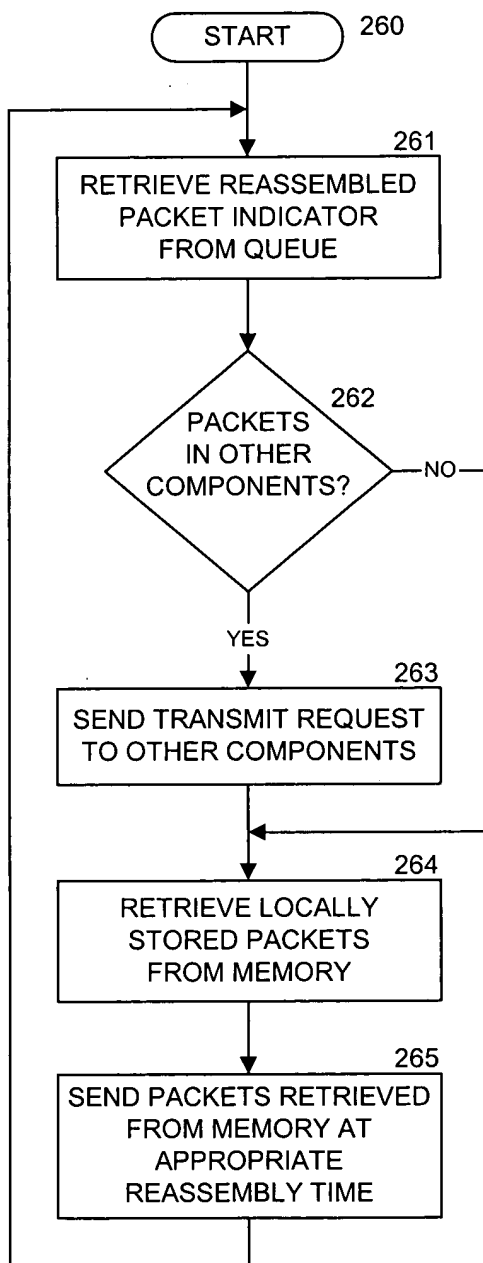 START
260
261
RETRIEVE REASSEMBLED
PACKET INDICATOR
FROM QUEUE
262
PACKETS
IN OTHER
COMPONENTS?
NO
YES
263
SEND TRANSMIT REQUEST
TO OTHER COMPONENTS
264
RETRIEVE LOCALLY
STORED PACKETS
FROM MEMORY
265
SEND PACKETS RETRIEVED
FROM MEMORY AT
APPROPRIATE
REASSEMBLY TIME